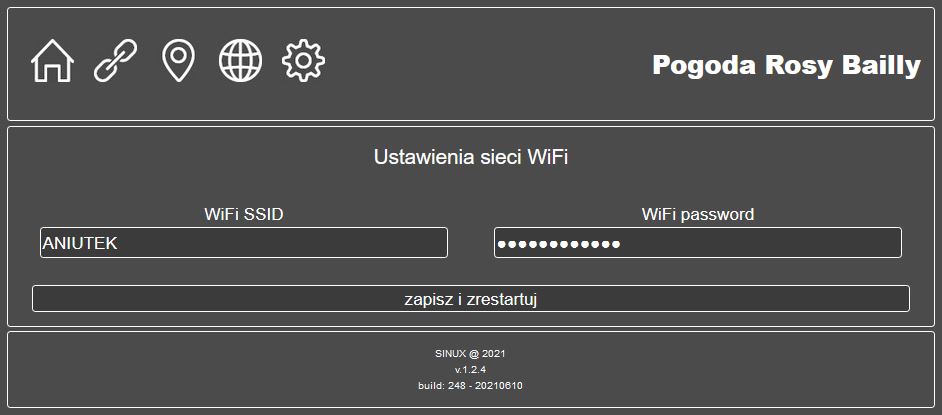 Pogoda Rosy Bailly
Ustawienia sieci WiFi
WiFi SSID
WiFi password
ANIUTEK
●●●●●●●●●●●●
zapisz i zrestartuj
SINUX @ 2021
v.1.2.4
build: 248 - 20210610